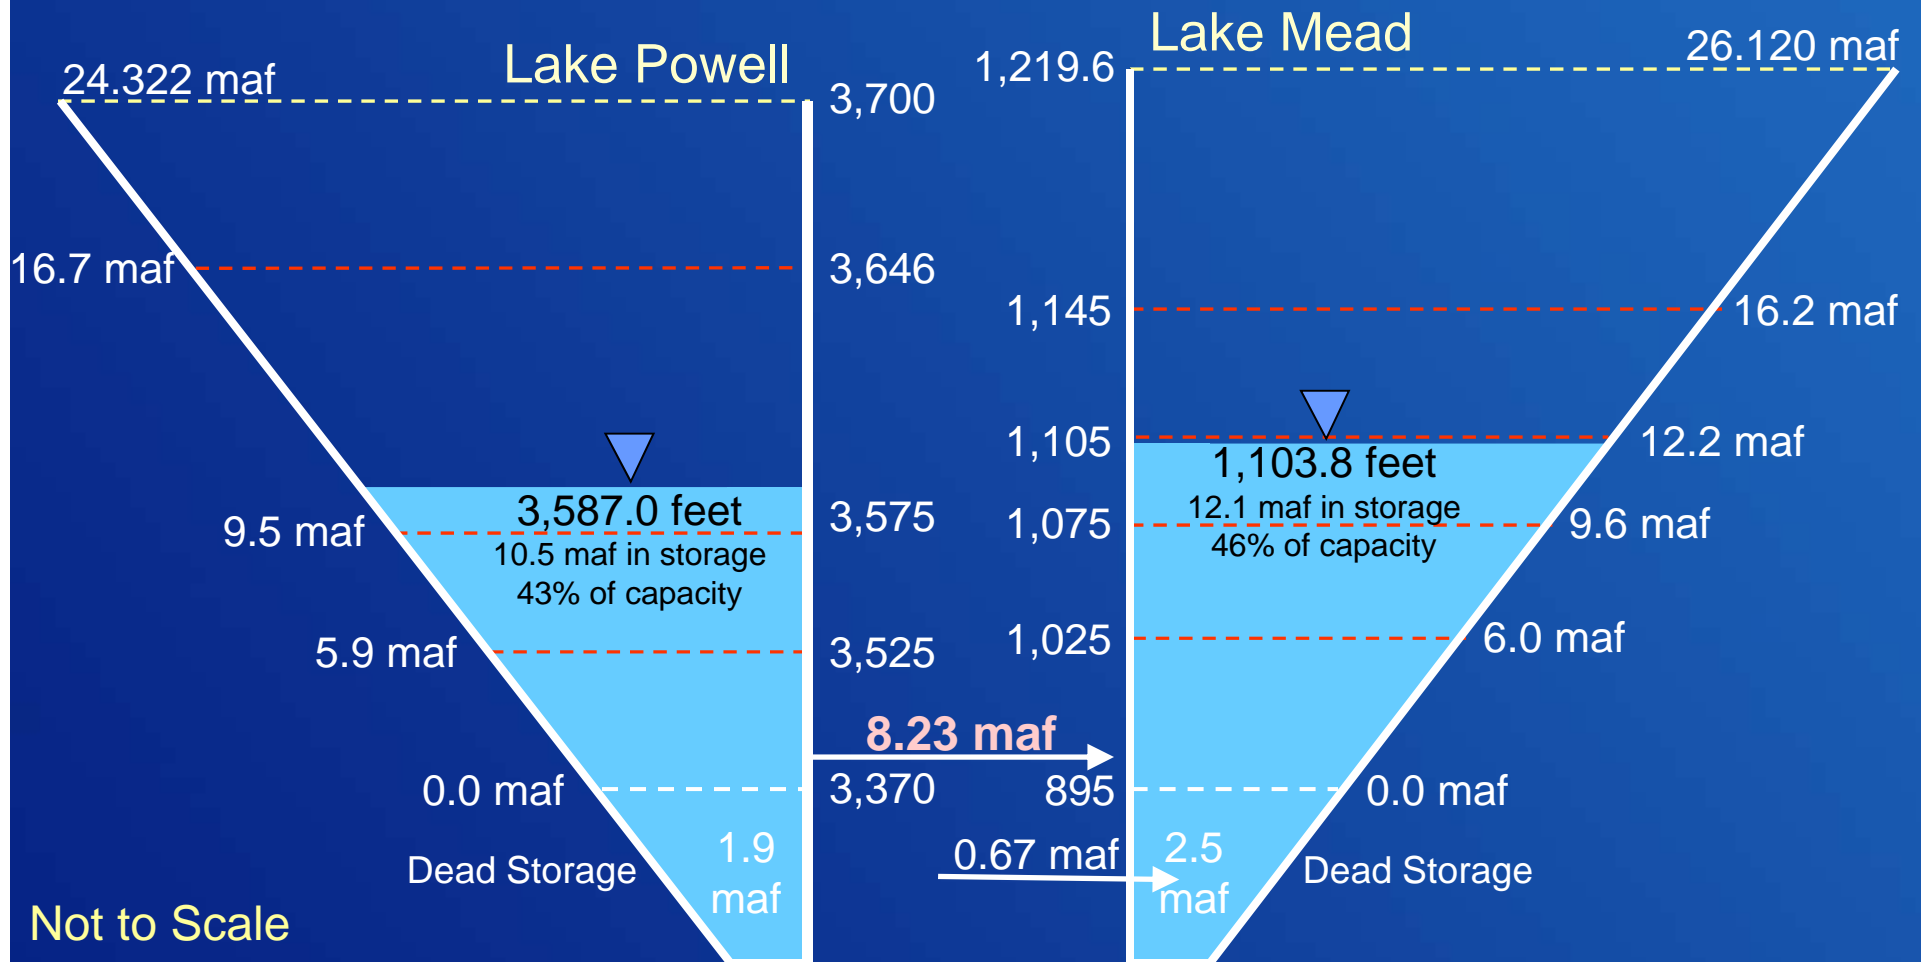 Lake Powell
24.322 maf
3,700
16.7 maf
3,646
3,587.0 feet
9.5 maf
3,575
10.5 maf in storage
43% of capacity
5.9 maf
3,525
8.23 maf
0.0 maf
3,370
1.9
maf
Dead Storage
Not to Scale
Lake Mead
1,219.6
26.120 maf
1,145
16.2 maf
1,105
12.2 maf
1,103.8 feet
12.1 maf in storage
1,075
9.6 maf
46% of capacity
1,025
6.0 maf
895
0.0 maf
0.67 maf
2.5
maf
Dead Storage